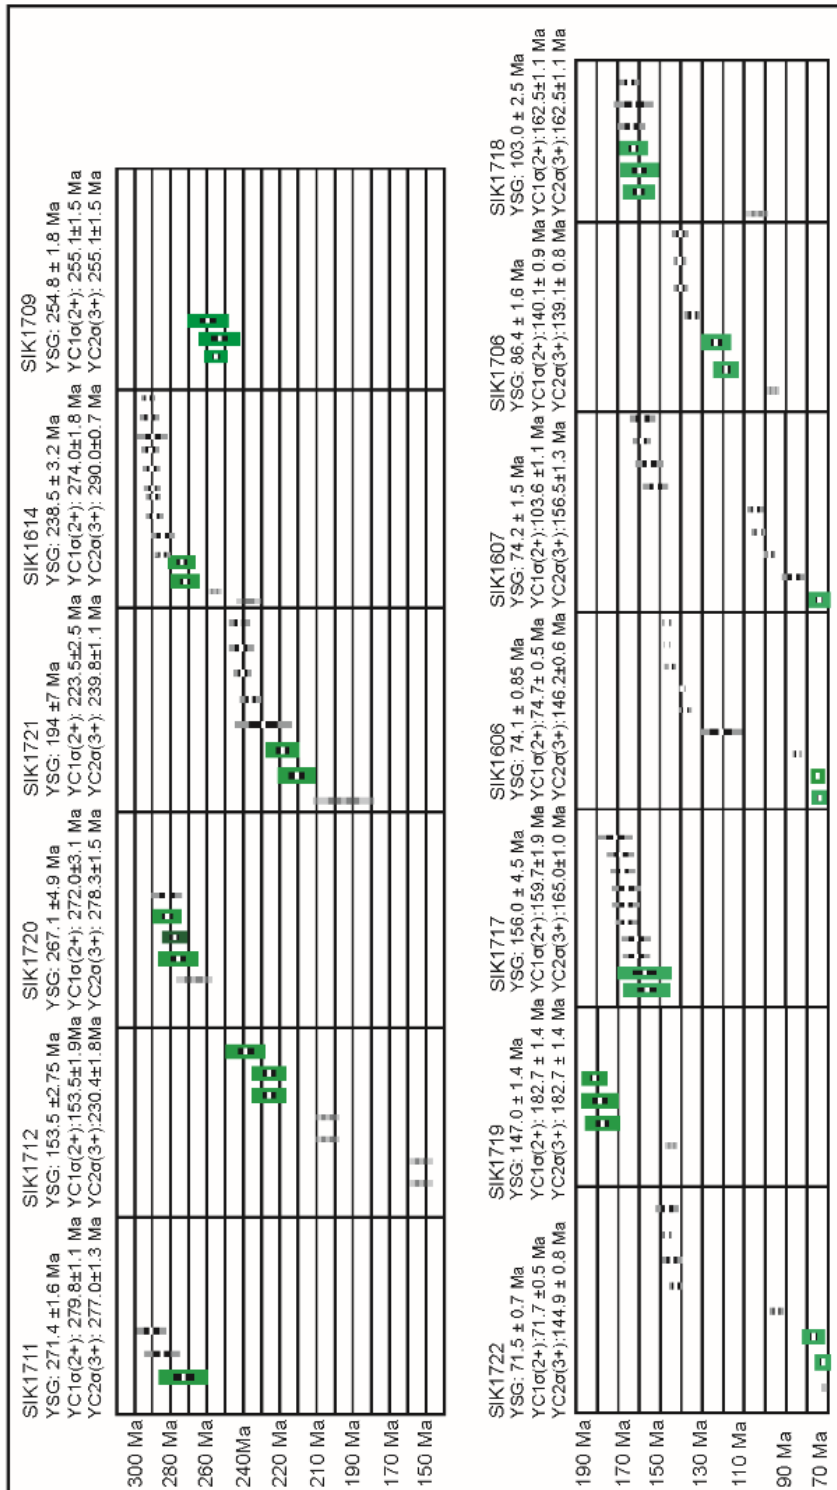 SIK1711
YSG: 271.4 ±1.6 Ma
YC1σ(2+): 279.8±1.1 Ma
YC2σ(3+): 277.0±1.3 Ma
SIK1712
YSG: 153.5 ±2.75 Ma
YC1σ(2+):153.5±1.9Ma
YC2σ(3+):230.4±1.8Ma
SIK1720
YSG: 267.1 ±4.9 Ma
YC1σ(2+): 272.0±3.1 Ma
YC2σ(3+): 278.3±1.5 Ma
SIK1721
YSG: 194 ±7 Ma
YC1σ(2+): 223.5±2.5 Ma
YC2σ(3+): 239.8±1.1 Ma
SIK1614
YSG: 238.5 ± 3.2 Ma
YC1σ(2+): 274.0±1.8 Ma
YC2σ(3+): 290.0±0.7 Ma
SIK1709
YSG: 254.8 ± 1.8 Ma
YC1σ(2+): 255.1±1.5 Ma
YC2σ(3+): 255.1±1.5 Ma
300 Ma
280 Ma
260 Ma
240Ma
220 Ma
210 Ma
190 Ma
150 Ma
SIK1722
YSG: 71.5 ± 0.7 Ma
YC1σ(2+):71.7 ±0.5 Ma
YC2σ(3+):144.9 ± 0.8 Ma
SIK1719
YSG: 147.0 ± 1.4 Ma
YC1σ(2+): 182.7 ± 1.4 Ma
YC2σ(3+): 182.7 ± 1.4 Ma
SIK1717
YSG: 156.0 ± 4.5 Ma
YC1σ(2+):159.7±1.9 Ma
YC2σ(3+):165.0±1.0 Ma
SIK1606
YSG: 74.1 ± 0.85 Ma
YC1σ(2+):74.7± 0.5 Ma
YC2σ(3+):146.2±0.6 Ma
SIK1607
YSG: 74.2 ± 1.5 Ma
YC1σ(2+):103.6 ±1.1 Ma
YC2σ(3+):156.5±1.3 Ma
SIK1706
YSG: 86.4 ± 1.6 Ma
YC1σ(2+):140.1± 0.9 Ma
YC2σ(3+):139.1± 0.8 Ma
SIK1718
YSG: 103.0 ± 2.5 Ma
YC1σ(2+):162.5±1.1 Ma
YC2σ(3+):162.5±1.1 Ma
190 Ma
170 Ma
150 Ma
130 Ma
110 Ma
90 Ma
70 Ma